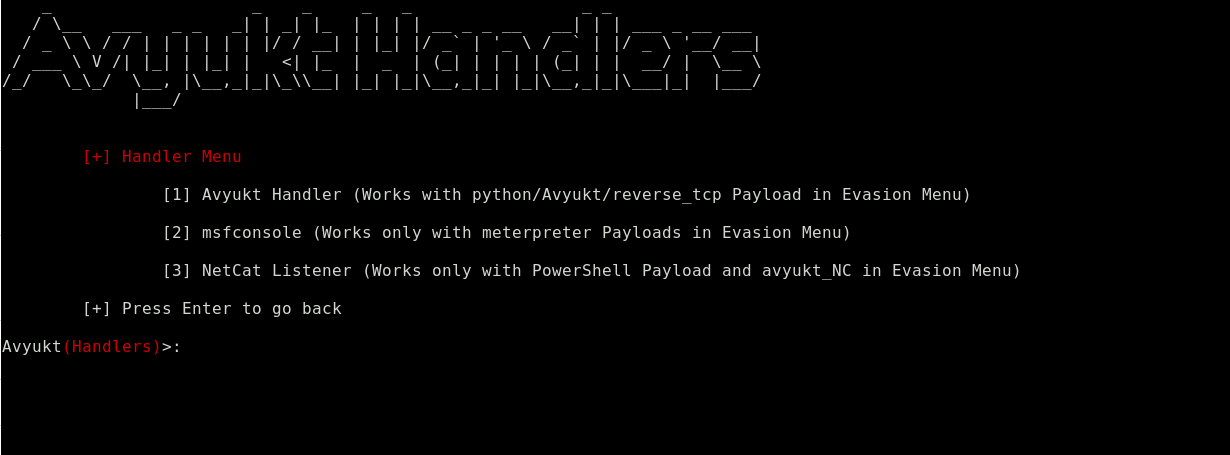 Avyukt Handlers
[+] Handler Menu
[1] Avyukt Handler (Works with python/Avyukt/reverse_tcp Payload in Evasion Menu)
[2] msfconsole (Works only with meterpreter Payloads in Evasion Menu)
[3] NetCat Listener (Works only with PowerShell Payload and avyukt_NC in Evasion Menu)
[+] Press Enter to go back
Avyukt(Handlers)>: